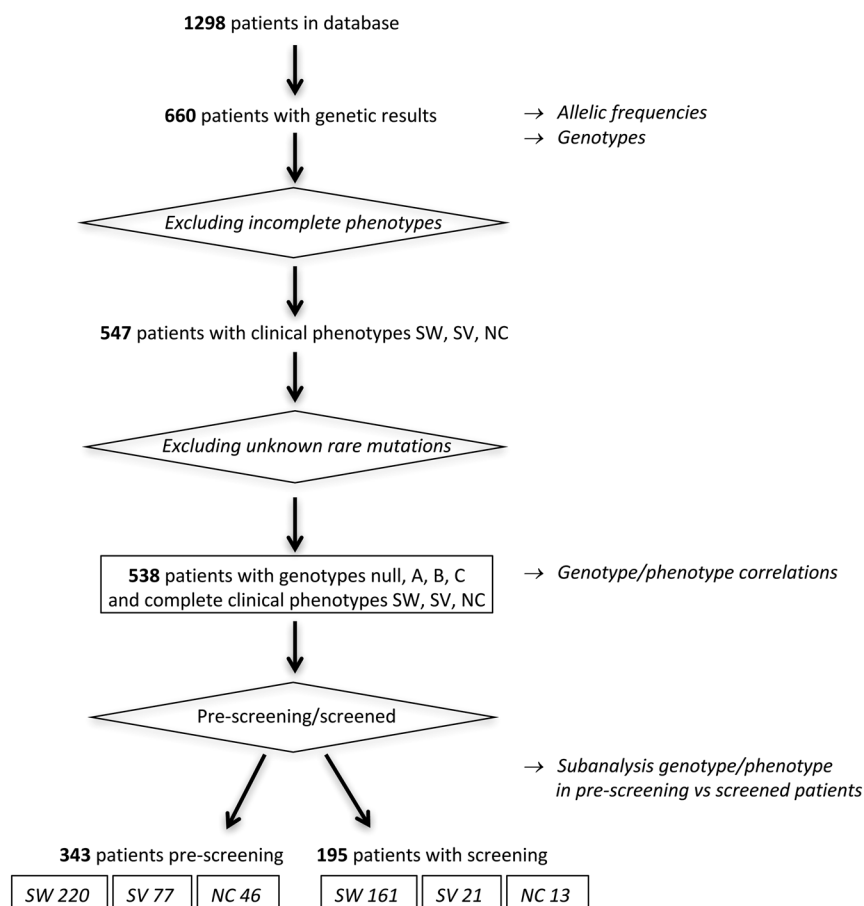 1298 patients in database
660 patients with genetic results
→ Allelic frequencies
→ Genotypes
Excluding incomplete phenotypes
547 patients with clinical phenotypes SW, SV, NC
Excluding unknown rare mutations
538 patients with genotypes null, A, B, C
and complete clinical phenotypes SW, SV, NC
→ Genotype/phenotype correlations
Pre-screening/screened
→ Subanalysis genotype/phenotype
in pre-screening vs screened patients
343 patients pre-screening
195 patients with screening
SW 220
SV 77
NC 46
SW 161
SV 21
NC 13